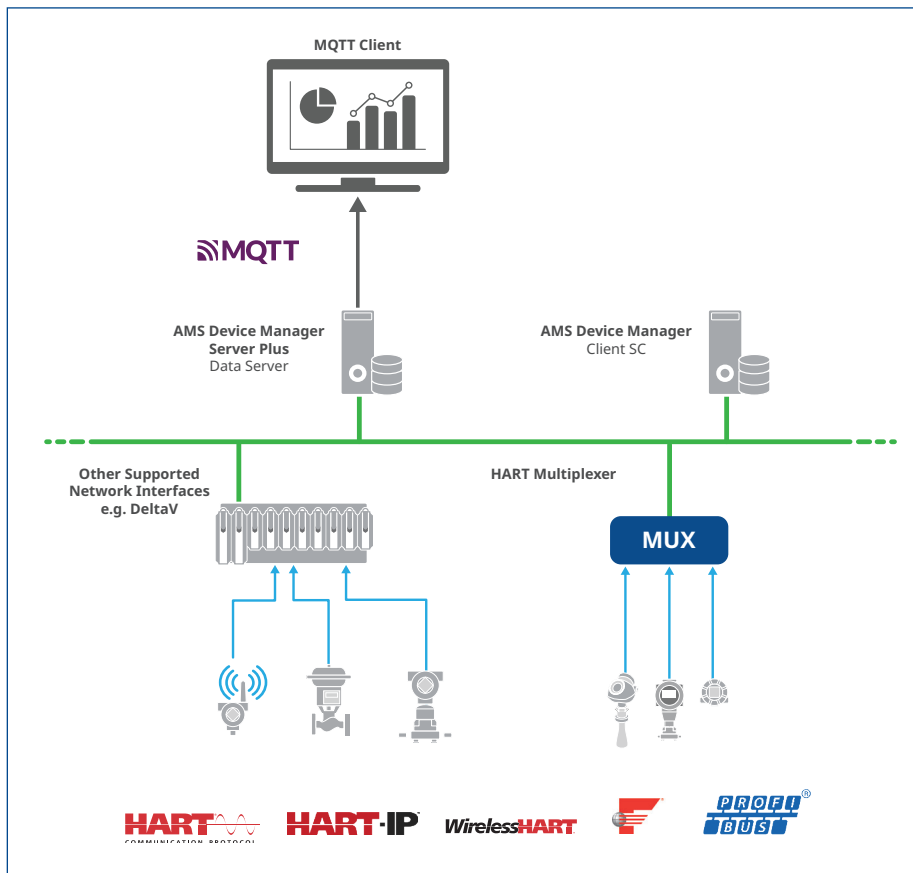 MQTT Client
MQTT
AMS Device Manager
Server Plus
Data Server
AMS Device Manager
Client SC
Other Supported
Network Interfaces
e.g. DeltaV
HART Multiplexer
MUX
HART
COMMUNICATION PROTOCOL
HART-IP
WirelessHART
F
PROFI
BUS
®